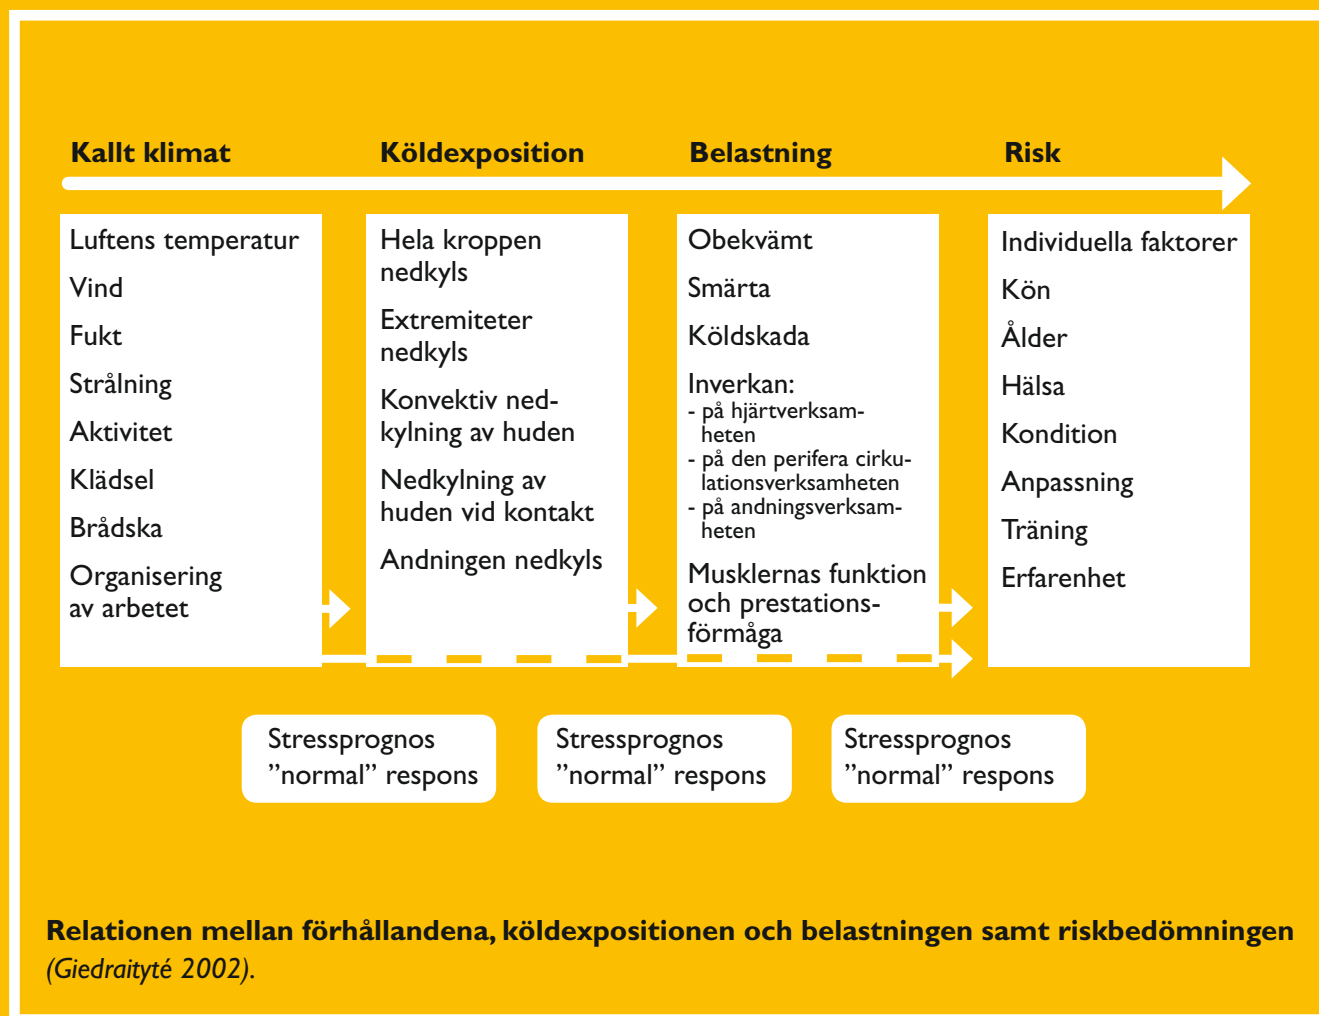 Kallt klimat
Köldexposition
Belastning
Risk
Luftens temperatur
Vind
Fukt
Strålning
Aktivitet
Klädsel
Brådska
Organisering
av arbetet
Hela kroppen
nedkyls
Extremiteter
nedkyls
Konvektiv ned-
kylning av huden
Nedkylning av
huden vid kontakt
Andningen nedkyls
Obekvämt
Smärta
Köldskada
Inverkan:
- på hjärtverksam-
heten
- på den perifera cirku-
lationsverksamheten
- på andningsverksam-
heten
Musklernas funktion
och prestations-
förmåga
Individuella faktorer
Kön
Ålder
Hälsa
Kondition
Anpassning
Träning
Erfarenhet
Stressprognos
”normal” respons
Stressprognos
”normal” respons
Stressprognos
”normal” respons
Relationen mellan förhållandena, köldexpositionen och belastningen samt riskbedömningen
(Giedraityté 2002).